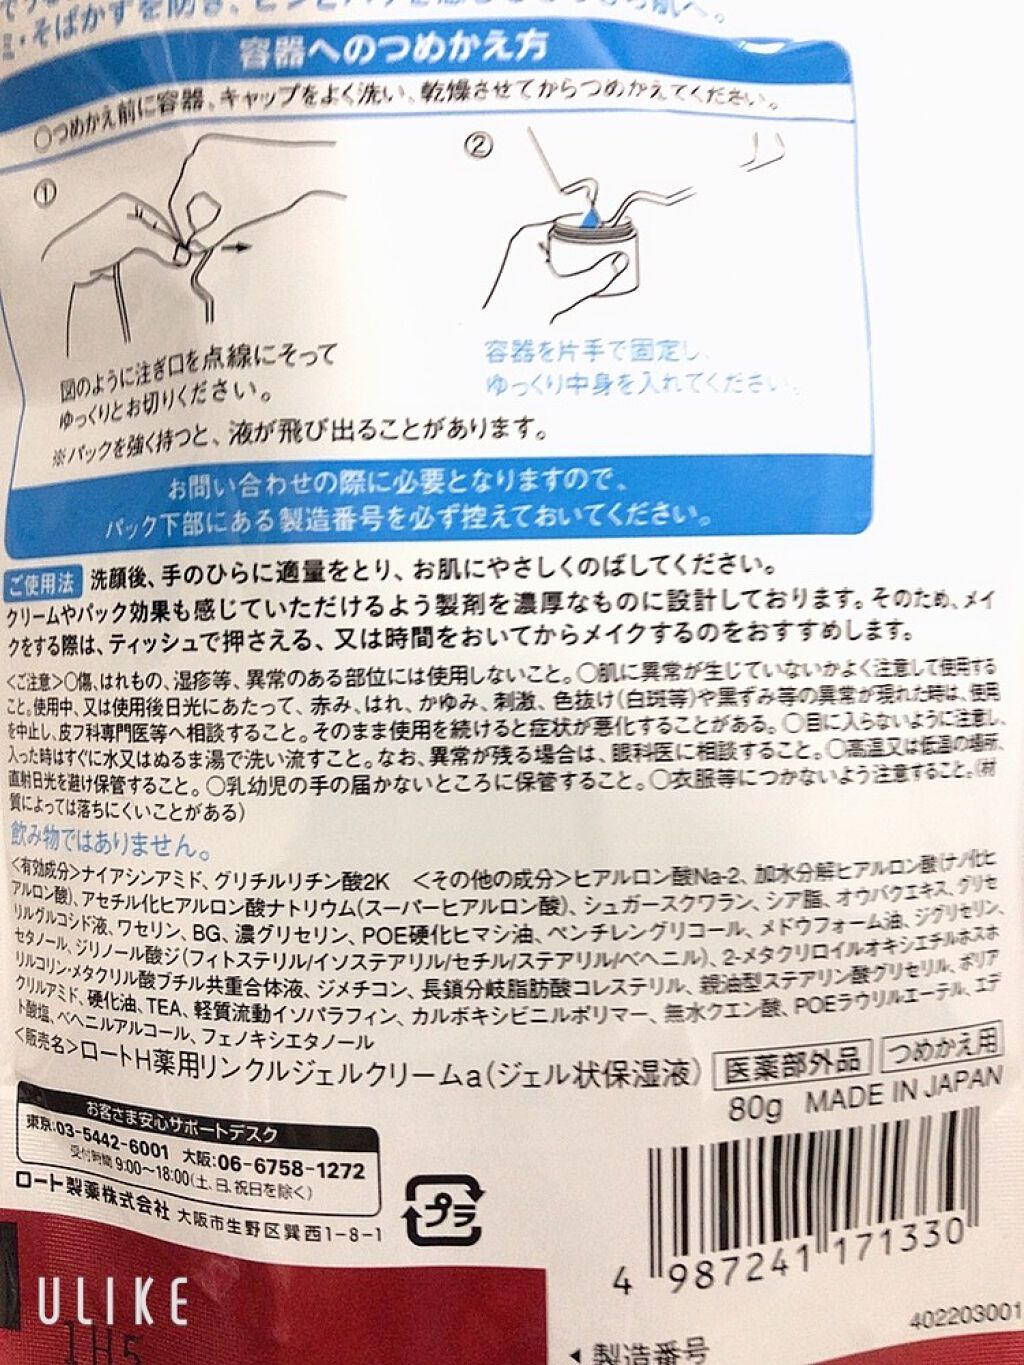 ミ・そばかすを防ぎ、
容器へのつめかえ方
○つめかえ前に容器、キャップをよく洗い、乾燥させてからつめかえてください。
①
②
図のように注ぎ口を点線にそって
ゆっくりとお切りください。
容器を片手で固定し、
ゆっくり中身を入れてください。
※パックを強く持つと、液が飛び出ることがあります。
お問い合わせの際に必要となりますので、
パック下部にある製造番号を必ず控えておいてください。
ご使用法 洗顔後、手のひらに適量をとり、お肌にやさしくのばしてください。
クリームやパック効果も感じていただけるよう製剤を濃厚なものに設計しております。そのため、メイ
クをする際は、ティッシュで押さえる、又は時間をおいてからメイクするのをおすすめします。
<ご注意>○傷、はれもの、湿疹等、異常のある部位には使用しないこと。○肌に異常が生じていないかよく注意して使用する
こと。使用中、又は使用後日光にあたって、赤み、はれ、かゆみ、刺激、色抜け(白斑等)や黒ずみ等の異常が現れた時は、使用
を中止し、皮フ科専門医等へ相談すること。そのまま使用を続けると症状が悪化することがある。○目に入らないように注意し、
入った時はすぐに水又はぬるま湯で洗い流すこと。なお、異常が残る場合は、眼科医に相談すること。○高温又は低温の場所、
直射日光を避け保管すること。○乳幼児の手の届かないところに保管すること。○衣服等につかないよう注意すること。(材
質によっては落ちにくいことがある)
飲み物ではありません。
<有効成分>ナイアシンアミド、グリチルリチン酸2K <その他の成分>ヒアルロン酸Na-2、加水分解ヒアルロン酸(ナノ化ヒ
アルロン酸)、アセチル化ヒアルロン酸ナトリウム(スーパーヒアルロン酸)、シュガースクワラン、シア脂、オウバクエキス、グリセ
リルグルコシド液、ワセリン、BG、濃グリセリン、POE硬化ヒマシ油、ペンチレングリコール、メドウフォーム油、ジグリセリン、
セタノール、ジリノール酸ジ(フィトステリル/イソステアリル/セチル/ステアリル/ベヘニル)、2-メタクリロイルオキシエチルホスホ
リルコリン・メタクリル酸ブチル共重合体液、ジメチコン、長鎖分岐脂肪酸コレステリル、親油型ステアリン酸グリセリル、ポリア
クリルアミド、硬化油、TEA、軽質流動イソパラフィン、カルボキシビニルポリマー、無水クエン酸、POEラウリルエーテル、エデ
ト酸塩、ベヘニルアルコール、フェノキシエタノール
<販売名>ロートH薬用リンクルジェルクリームa(ジェル状保湿液) 医薬部外品 つめかえ用
80g MADE IN JAPAN
お客さま安心サポートデスク
東京:03-5442-6001 大阪:06-6758-1272
受付時間 9:00〜18:00(土、日、祝日を除く)
ロート製薬株式会社 大阪市生野区巽西1-8-1
プラ
4 987241 171330
402203001
ULIKE
1H5
◀製造番号